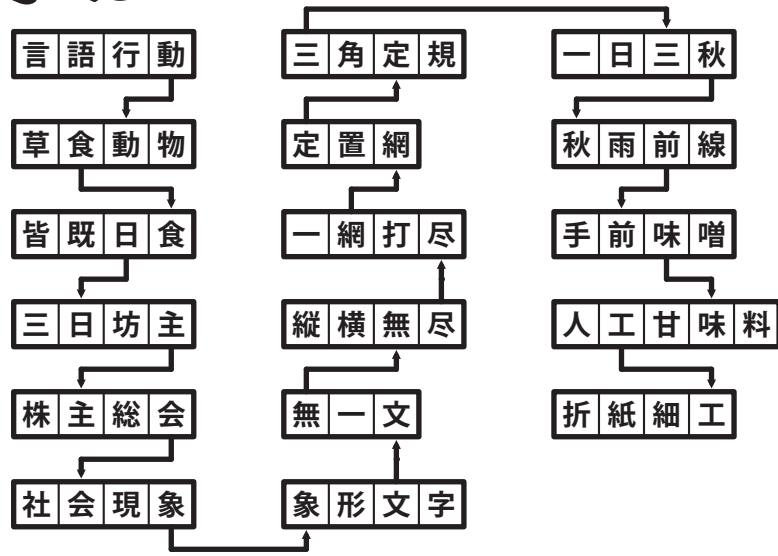 言語行動
草食動物
皆既日食
三日坊主
株主総会
社会現象
象形文字
無一文
縦横無尽
一網打尽
定置網
三角定規
一日三秋
秋雨前線
手前味噌
人工甘味料
折紙細工